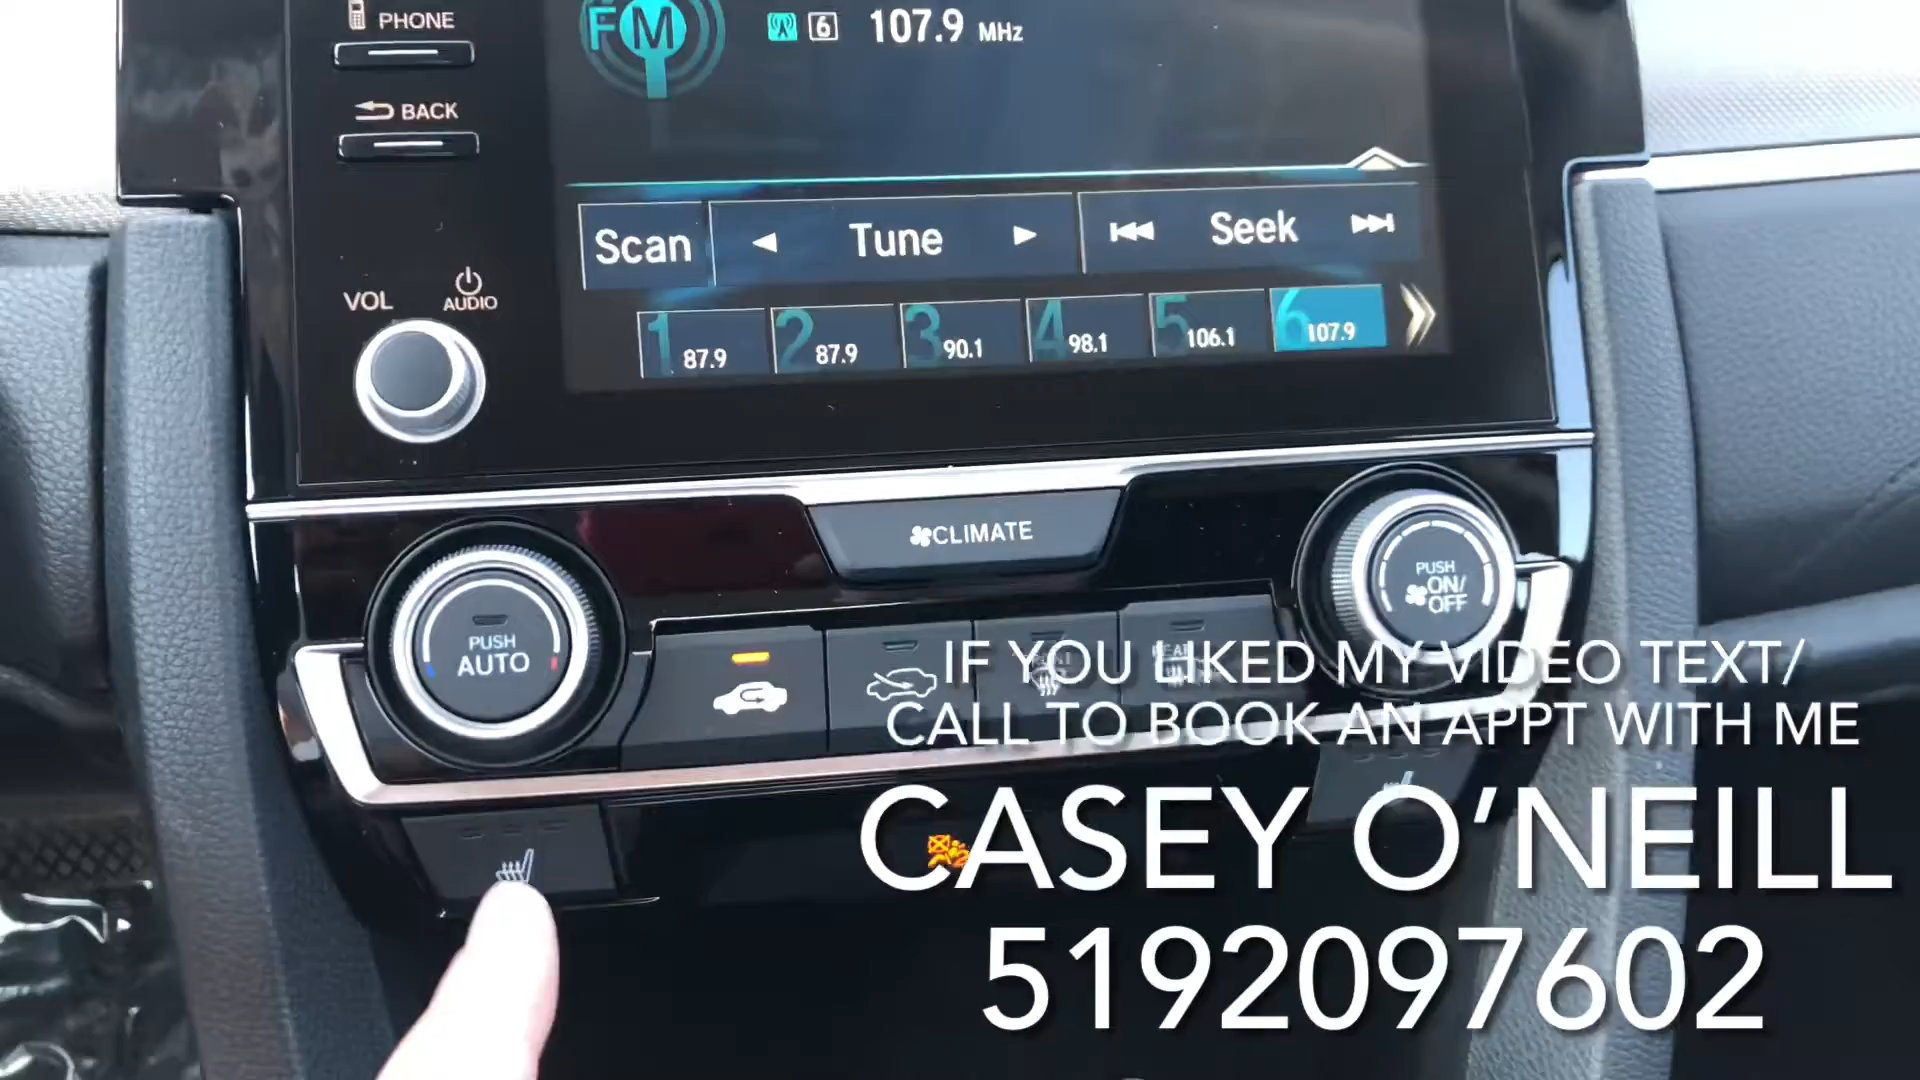 PHONE
FM 6 107.9 MHz
BACK
Scan Tune Seek
VOL AUDIO
1 87.9 2 87.9 3 90.1 4 98.1 5 106.1 6 107.9
CLIMATE
PUSH
AUTO
PUSH
ON/
OFF
IF YOU LIKED MY VIDEO TEXT/
CALL TO BOOK AN APPT WITH ME
CASEY O'NEILL
5192097602